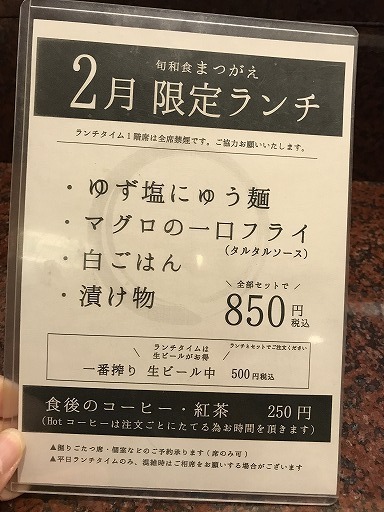 旬和食 まつがえ
2月 限定ランチ
ランチタイム1階席は全席禁煙です。ご協力お願いいたします。
・ゆず塩にゅう麺
・マグロの一口フライ
(タルタルソース)
・白ごはん
・漬け物
\ 全部セットで /
850円税込
\ ランチタイムは生ビールがお得 /
ランチとセットでご注文ください
一番搾り 生ビール中 500円税込
食後のコーヒー・紅茶 250円
(Hotコーヒーは注文ごとにたてる為お時間を頂きます)
▲掘りごたつ席・個室などのご予約承ります(席のみ可)
▲平日ランチタイムのみ、混雑時はご相席をお願いする場合がございます